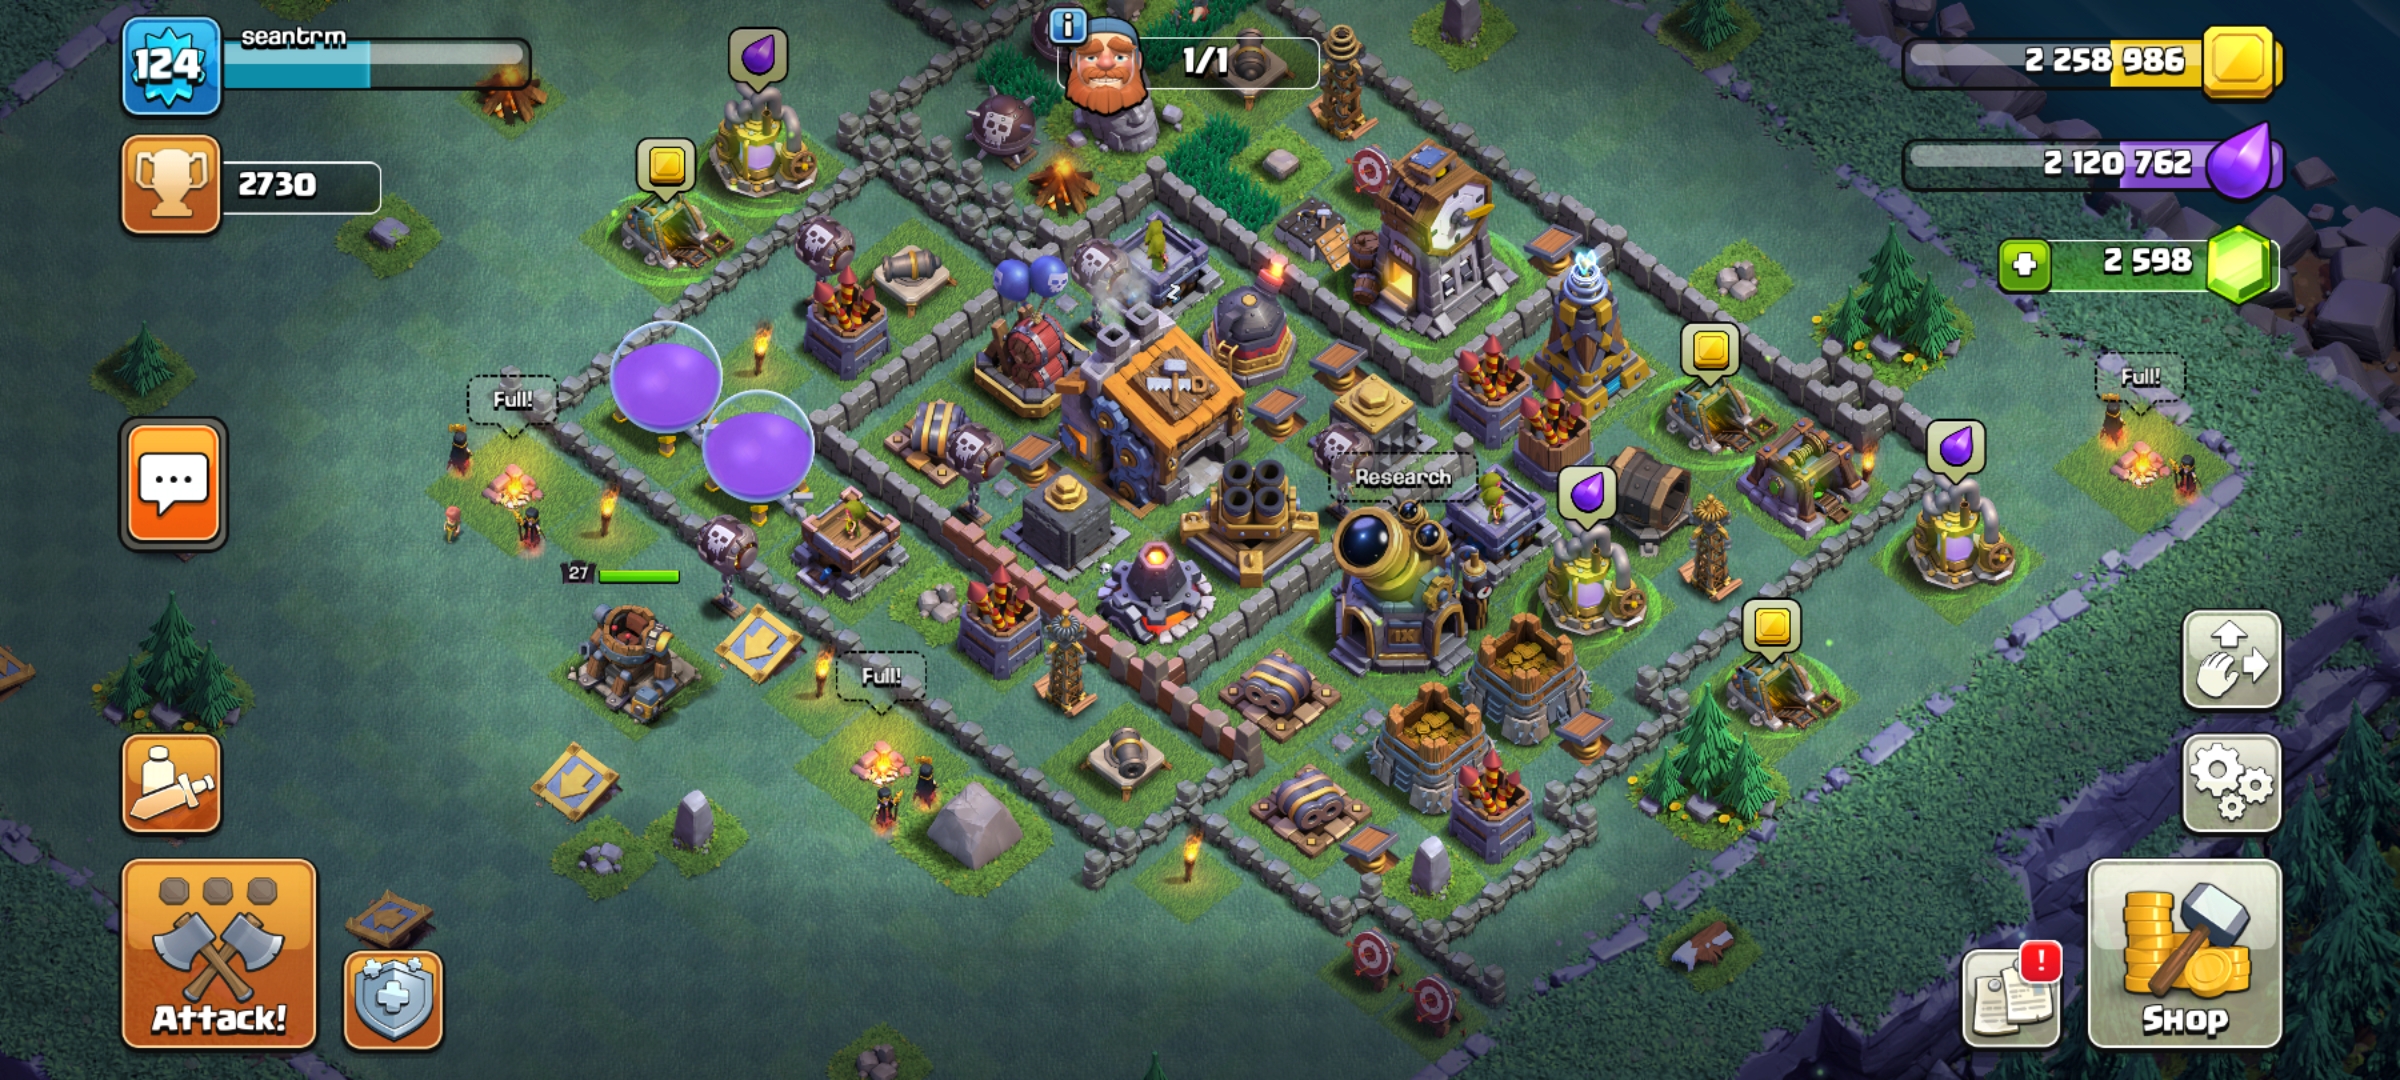 124
seantrm
i
1/1
2 258 986
2730
2 120 762
2 598
Full!
Full!
Research
27
Full!
Attack!
!
Shop